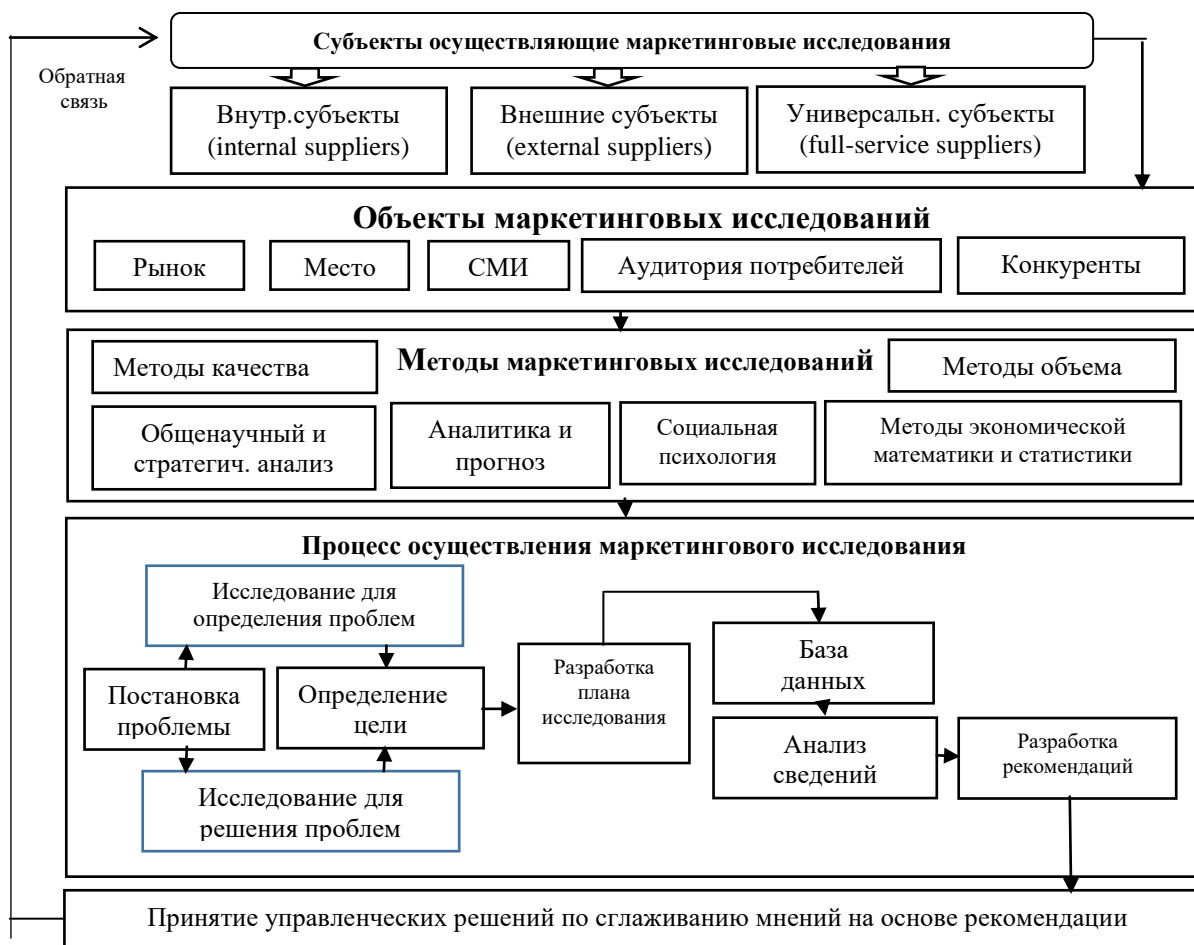 Субъекты осуществляющие маркетинговые исследования
Обратная
связь
Внутр.субъекты
(internal suppliers)
Внешние субъекты
(external suppliers)
Универсальн. субъекты
(full-service suppliers)
Объекты маркетинговых исследований
Рынок
Место
СМИ
Аудитория потребителей
Конкуренты
Методы маркетинговых исследований
Методы качества
Методы объема
Общенаучный и
стратегич. анализ
Аналитика и
прогноз
Социальная
психология
Методы экономической
математики и статистики
Процесс осуществления маркетингового исследования
Исследование для
определения проблем
Постановка
проблемы
Определение
цели
Исследование для
решения проблем
Разработка
плана
исследования
База
данных
Анализ
сведений
Разработка
рекомендаций
Принятие управленческих решений по сглаживанию мнений на основе рекомендации